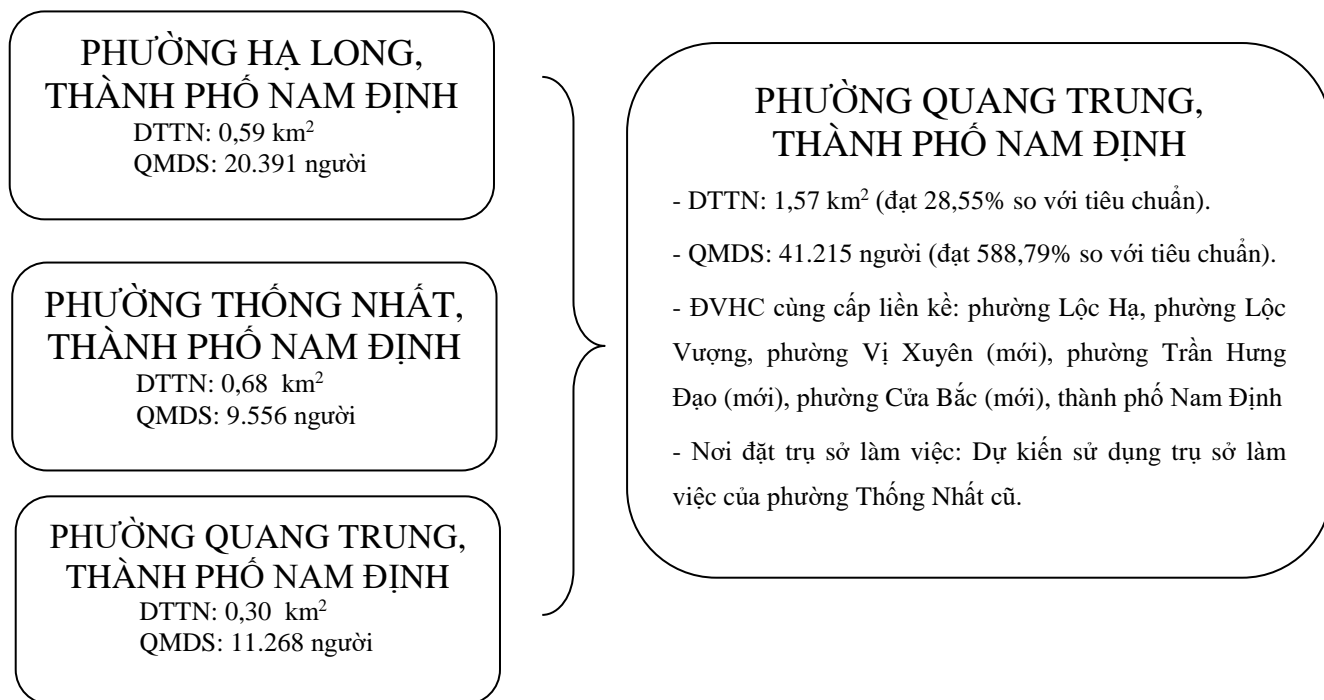 PHƯỜNG HẠ LONG,
THÀNH PHỐ NAM ĐỊNH
DTTN: 0,59 km²
QMDS: 20.391 người
PHƯỜNG THỐNG NHẤT,
THÀNH PHỐ NAM ĐỊNH
DTTN: 0,68 km²
QMDS: 9.556 người
PHƯỜNG QUANG TRUNG,
THÀNH PHỐ NAM ĐỊNH
DTTN: 0,30 km²
QMDS: 11.268 người
PHƯỜNG QUANG TRUNG,
THÀNH PHỐ NAM ĐỊNH
- DTTN: 1,57 km² (đạt 28,55% so với tiêu chuẩn).
- QMDS: 41.215 người (đạt 588,79% so với tiêu chuẩn).
- ĐVHC cùng cấp liền kề: phường Lộc Hạ, phường Lộc
Vượng, phường Vị Xuyên (mới), phường Trần Hưng
Đạo (mới), phường Cửa Bắc (mới), thành phố Nam Định
- Nơi đặt trụ sở làm việc: Dự kiến sử dụng trụ sở làm
việc của phường Thống Nhất cũ.